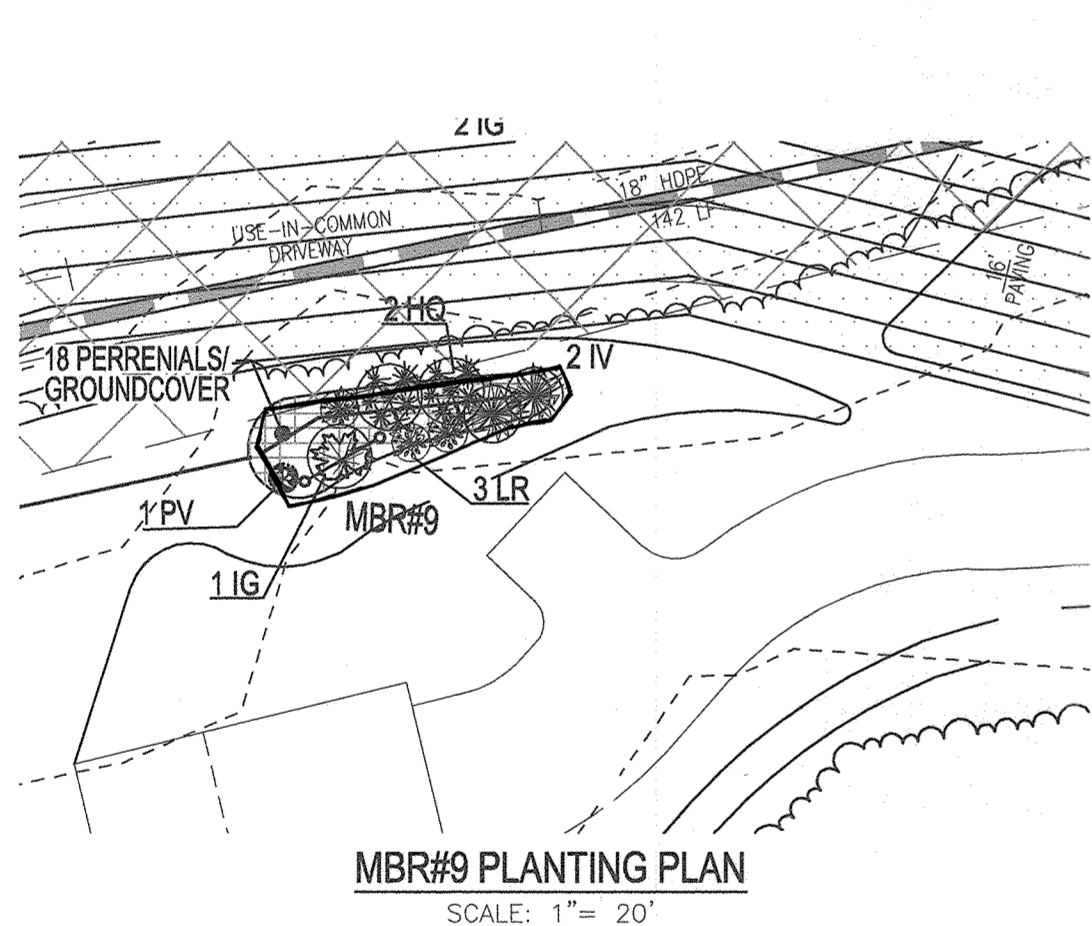 2 IG
18" HDPE
142 LF
USE-IN-COMMON
DRIVEWAY
16'
PAVING
2 HQ
18 PERRENIALS/
GROUNDCOVER
2 IV
3 LR
1 PV
MBR#9
1 IG
MBR#9 PLANTING PLAN
SCALE: 1"= 20'